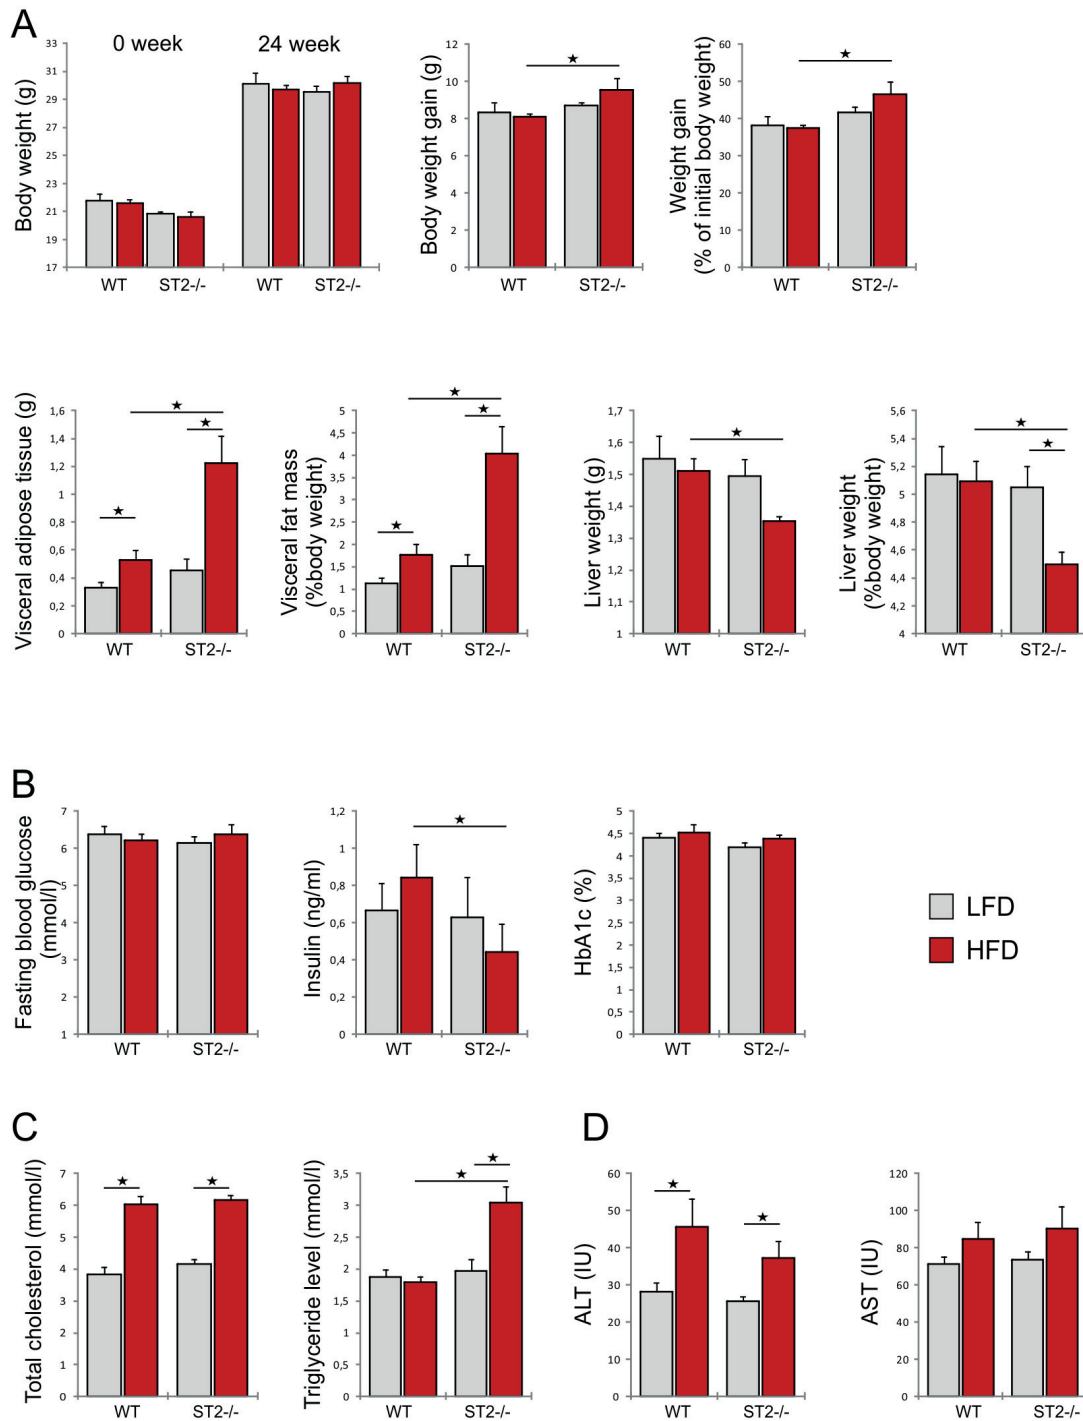 A
0 week
24 week
Body weight (g)
33
31
29
27
25
23
21
19
17
WT
ST2-/-
WT
ST2-/-
Body weight gain (g)
12
10
8
6
4
2
0
★
WT
ST2-/-
Weight gain
(% of initial body weight)
60
50
40
30
20
10
0
★
WT
ST2-/-
Visceral adipose tissue (g)
1,6
1,4
1,2
1
0,8
0,6
0,4
0,2
0
★
★
★
WT
ST2-/-
Visceral fat mass
(%body weight)
5
4,5
4
3,5
3
2,5
2
1,5
1
0,5
0
★
★
★
WT
ST2-/-
Liver weight (g)
1,7
1,6
1,5
1,4
1,3
1,2
1,1
1
★
WT
ST2-/-
Liver weight
(%body weight)
5,6
5,4
5,2
5
4,8
4,6
4,4
4,2
4
★
★
WT
ST2-/-
B
Fasting blood glucose
(mmol/l)
7
6
5
4
3
2
1
WT
ST2-/-
Insulin (ng/ml)
1,2
1
0,8
0,6
0,4
0,2
0
★
WT
ST2-/-
HbA1c (%)
5
4,5
4
3,5
3
2,5
2
1,5
1
0,5
0
WT
ST2-/-
LFD
HFD
C
Total cholesterol (mmol/l)
7
6
5
4
3
2
1
0
★
★
WT
ST2-/-
Triglyceride level (mmol/l)
3,5
3
2,5
2
1,5
1
0,5
0
★
★
WT
ST2-/-
D
ALT (IU)
60
50
40
30
20
10
0
★
★
WT
ST2-/-
AST (IU)
120
100
80
60
40
20
0
WT
ST2-/-